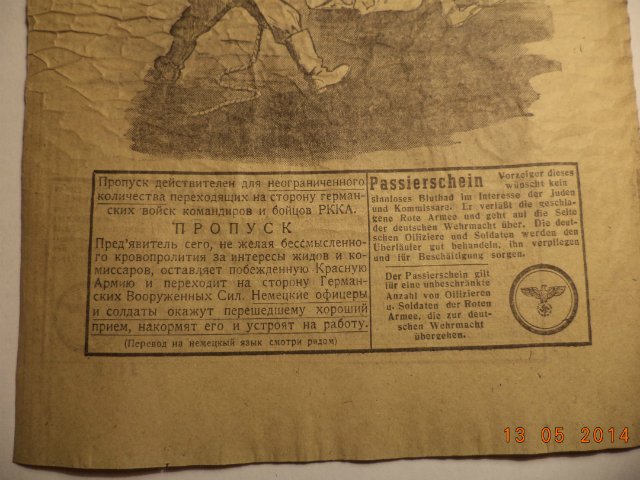 Пропуск действителен для неограниченного
количества переходящих на сторону герман-
ских войск командиров и бойцов РККА.
ПРОПУСК
Пред'явитель сего, не желая бессмысленно-
го кровопролития за интересы жидов и ко-
миссаров, оставляет побежденную Красную
Армию и переходит на сторону Герман-
ских Вооруженных Сил. Немецкие офицеры
и солдаты окажут перешедшему хороший
прием, накормят его и устроят на работу.
(Перевод на немецкий язык смотри рядом)
Passierschein Vorzeiger dieses
wünscht kein
sinnloses Blutbad im Interesse der Juden
und Kommissare. Er verläßt die geschla-
gene Rote Armee und geht auf die Seite
der deutschen Wehrmacht über. Die deut-
schen Offiziere und Soldaten werden den
Überläufer gut behandeln, ihn verpflegen
und für Beschäftigung sorgen.
Der Passierschein gilt
für eine unbeschränkte
Anzahl von Offizieren
u. Soldaten der Roten
Armee, die zur deut-
schen Wehrmacht
übergehen.
13 05 2014